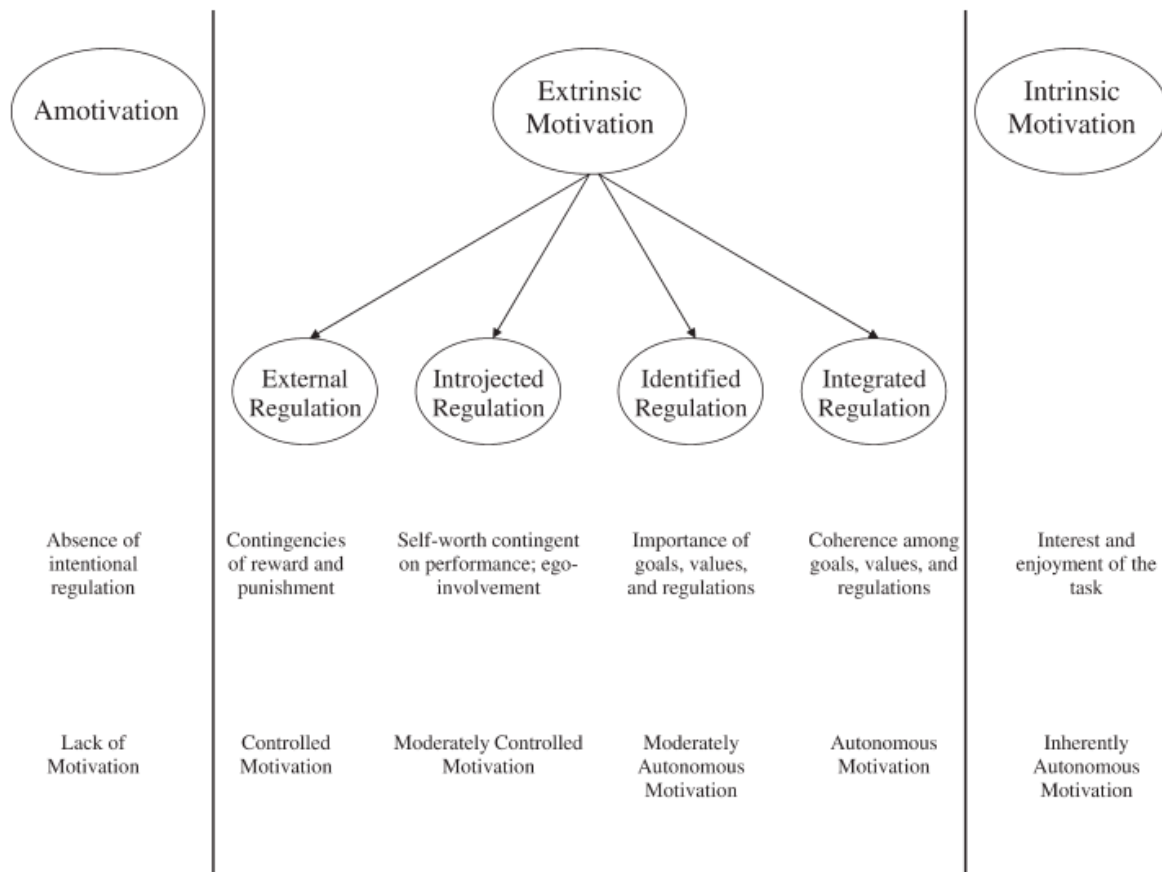 Amotivation
Extrinsic
Motivation
Intrinsic
Motivation
External
Regulation
Introjected
Regulation
Identified
Regulation
Integrated
Regulation
Absence of
intentional
regulation
Contingencies
of reward and
punishment
Self-worth contingent
on performance; ego-
involvement
Importance of
goals, values,
and regulations
Coherence among
goals, values, and
regulations
Interest and
enjoyment of the
task
Lack of
Motivation
Controlled
Motivation
Moderately Controlled
Motivation
Moderately
Autonomous
Motivation
Autonomous
Motivation
Inherently
Autonomous
Motivation